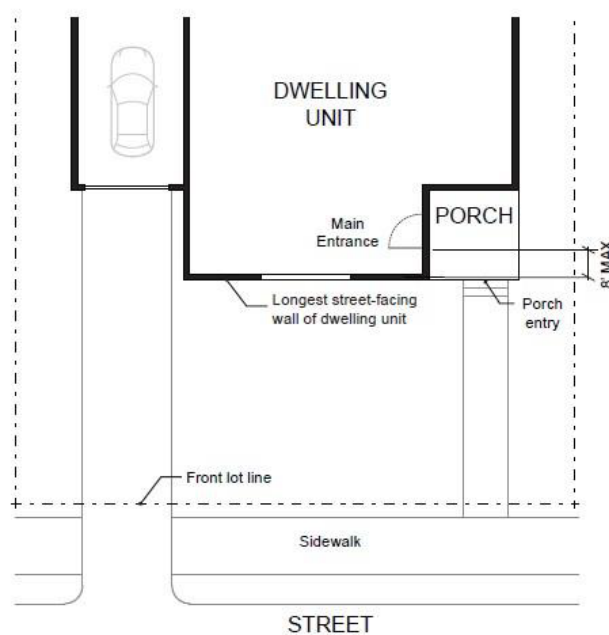 DWELLING
UNIT
PORCH
Main
Entrance
8' MAX
Longest street-facing
wall of dwelling unit
Porch
entry
Front lot line
Sidewalk
STREET